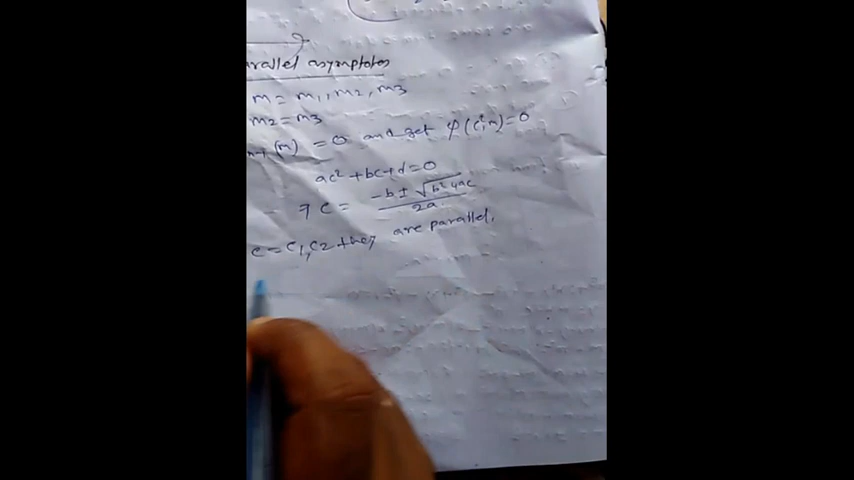 rallel asymptotes
m = m1, m2, m3
m2 = m3
(m) = 0 and get φ(c, m) = 0
ac² + bc + d = 0
⇒ c = -b ± √b² 4ac / 2a
c = c1, c2 they are parallel.